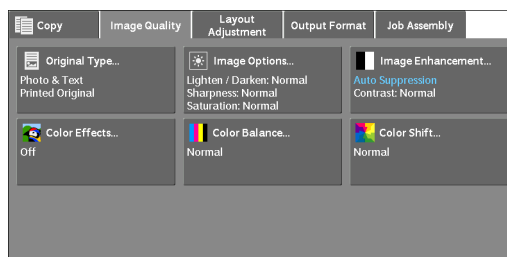 Copy
Image Quality
Layout
Adjustment
Output Format
Job Assembly
Original Type...
Photo & Text
Printed Original
Image Options...
Lighten / Darken: Normal
Sharpness: Normal
Saturation: Normal
Image Enhancement...
Auto Suppression
Contrast: Normal
Color Effects...
Off
Color Balance...
Normal
Color Shift...
Normal